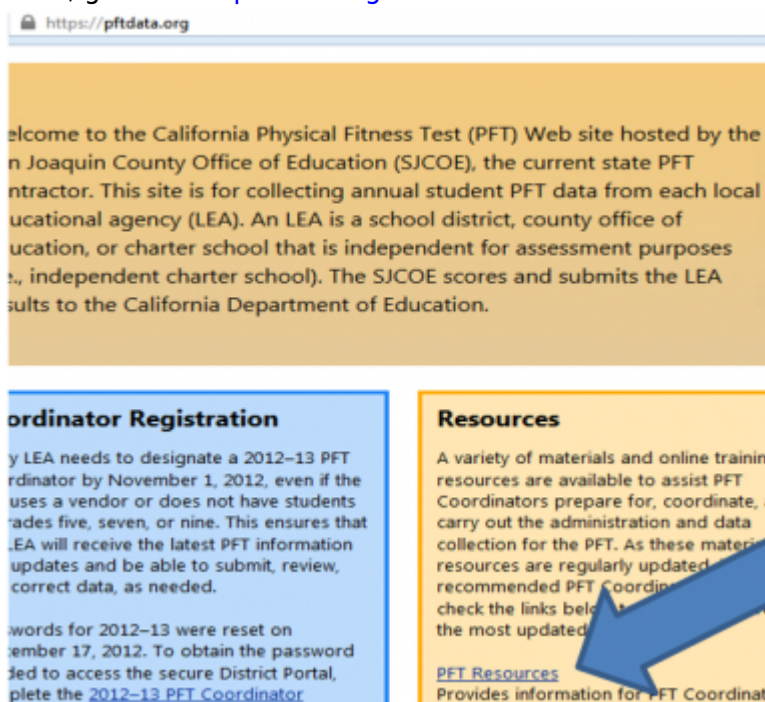 https://pftdata.org
elcome to the California Physical Fitness Test (PFT) Web site hosted by the
n Joaquin County Office of Education (SJCOE), the current state PFT
ntractor. This site is for collecting annual student PFT data from each local
ucational agency (LEA). An LEA is a school district, county office of
ucation, or charter school that is independent for assessment purposes
., independent charter school). The SJCOE scores and submits the LEA
sults to the California Department of Education.
ordinator Registration
y LEA needs to designate a 2012–13 PFT
rdinator by November 1, 2012, even if the
uses a vendor or does not have students
rades five, seven, or nine. This ensures that
LEA will receive the latest PFT information
updates and be able to submit, review,
correct data, as needed.
swords for 2012–13 were reset on
tember 17, 2012. To obtain the password
ded to access the secure District Portal,
plete the 2012–13 PFT Coordinator
Resources
A variety of materials and online trainin
resources are available to assist PFT
Coordinators prepare for, coordinate,
carry out the administration and data
collection for the PFT. As these materi
resources are regularly updated
recommended PFT Coordin
check the links belo
the most updated
PFT Resources
Provides information for PFT Coordinat